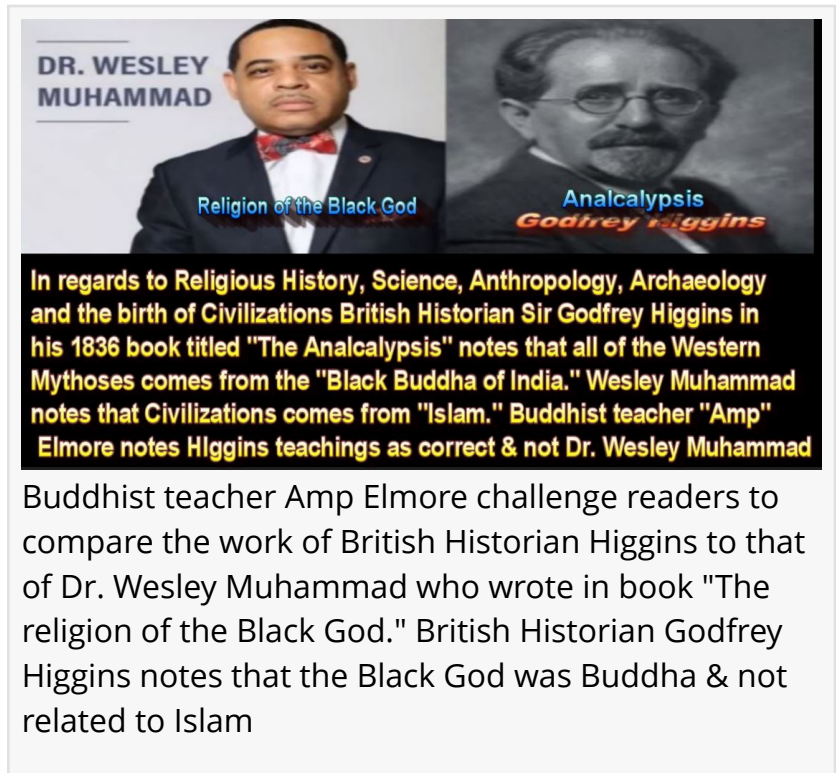 DR. WESLEY
MUHAMMAD
Religion of the Black God
Analcalypsis
Godfrey Higgins
In regards to Religious History, Science, Anthropology, Archaeology
and the birth of Civilizations British Historian Sir Godfrey Higgins in
his 1836 book titled "The Analcalypsis" notes that all of the Western
Mythoses comes from the "Black Buddha of India." Wesley Muhammad
notes that Civilizations comes from "Islam." Buddhist teacher "Amp"
Elmore notes HIggins teachings as correct & not Dr. Wesley Muhammad
Buddhist teacher Amp Elmore challenge readers to
compare the work of British Historian Higgins to that
of Dr. Wesley Muhammad who wrote in book "The
religion of the Black God." British Historian Godfrey
Higgins notes that the Black God was Buddha & not
related to Islam